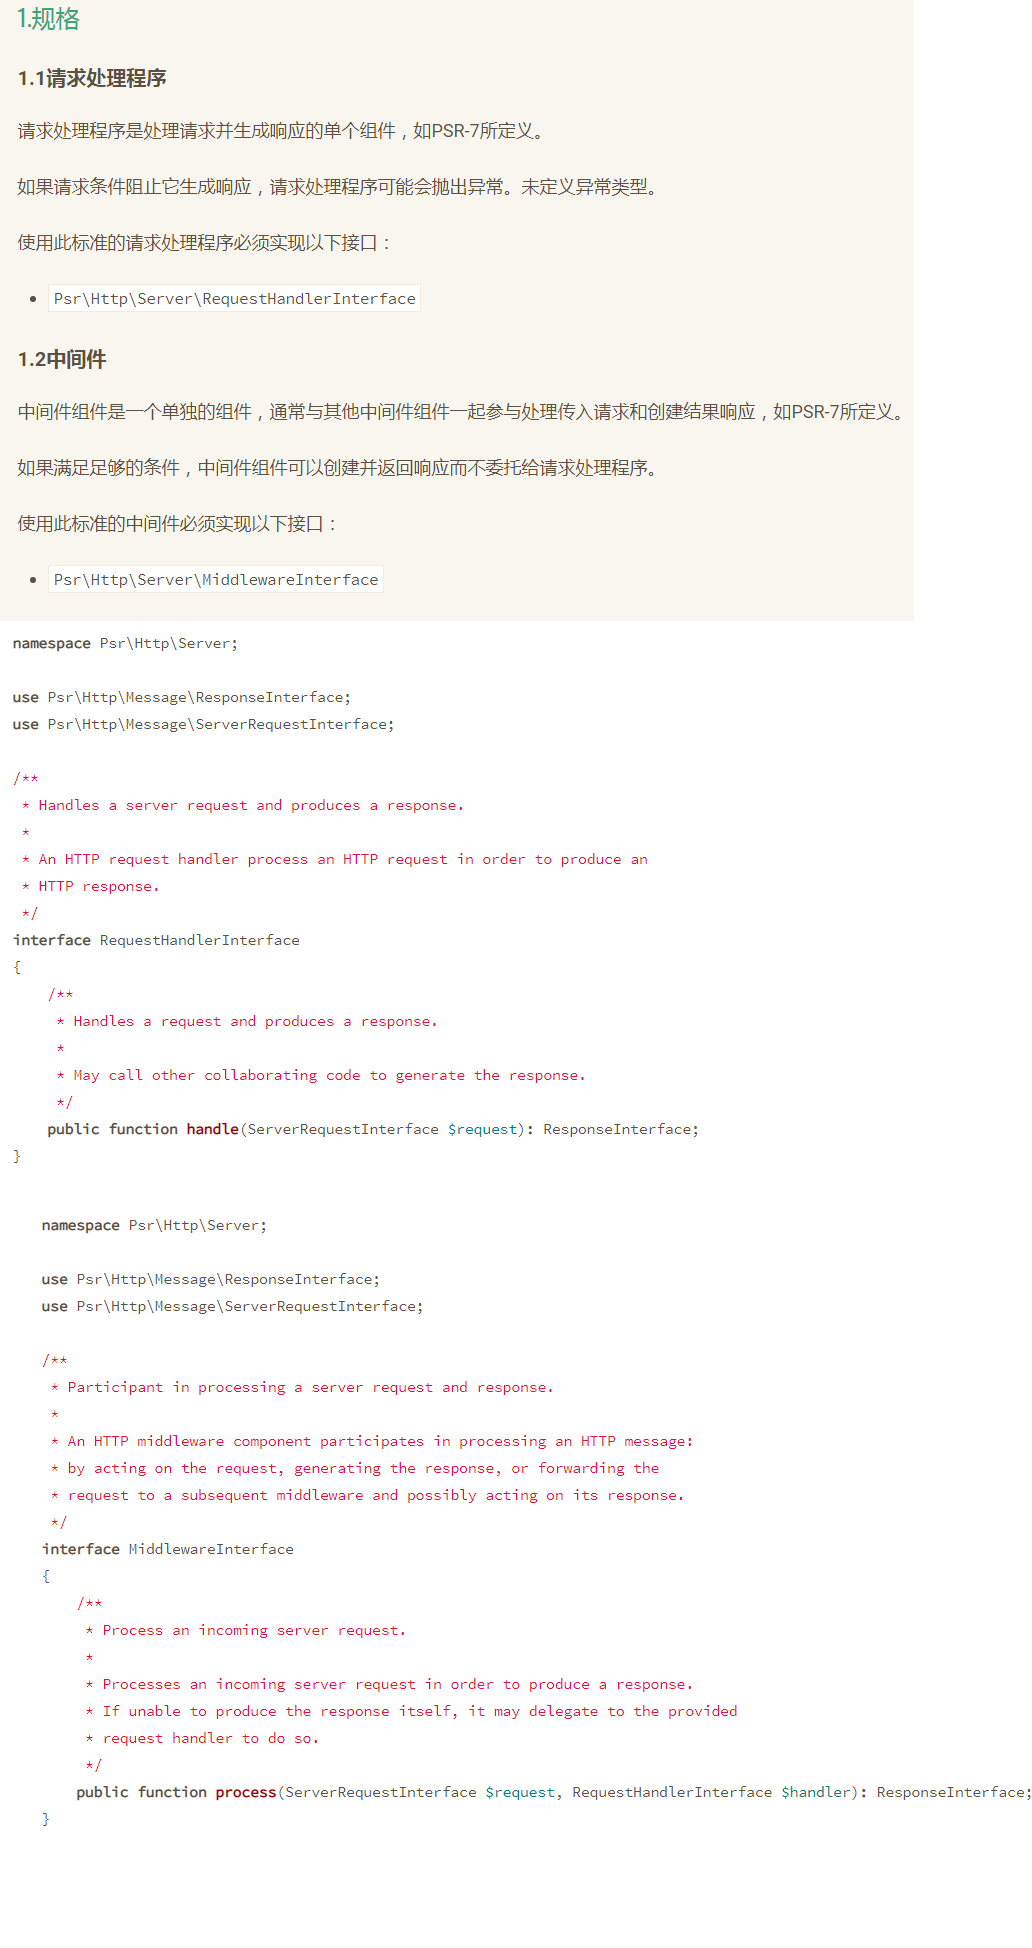 1.规格
1.1请求处理程序
请求处理程序是处理请求并生成响应的单个组件，如PSR-7所定义。
如果请求条件阻止它生成响应，请求处理程序可能会抛出异常。未定义异常类型。
使用此标准的请求处理程序必须实现以下接口：
• Psr\Http\Server\RequestHandlerInterface
1.2中间件
中间件组件是一个单独的组件，通常与其他中间件组件一起参与处理传入请求和创建结果响应，如PSR-7所定义。
如果满足足够的条件，中间件组件可以创建并返回响应而不委托给请求处理程序。
使用此标准的中间件必须实现以下接口：
• Psr\Http\Server\MiddlewareInterface
namespace Psr\Http\Server;
use Psr\Http\Message\ResponseInterface;
use Psr\Http\Message\ServerRequestInterface;
/**
 * Handles a server request and produces a response.
 *
 * An HTTP request handler process an HTTP request in order to produce an
 * HTTP response.
 */
interface RequestHandlerInterface
{
    /**
     * Handles a request and produces a response.
     *
     * May call other collaborating code to generate the response.
     */
    public function handle(ServerRequestInterface $request): ResponseInterface;
}
namespace Psr\Http\Server;
use Psr\Http\Message\ResponseInterface;
use Psr\Http\Message\ServerRequestInterface;
/**
 * Participant in processing a server request and response.
 *
 * An HTTP middleware component participates in processing an HTTP message:
 * by acting on the request, generating the response, or forwarding the
 * request to a subsequent middleware and possibly acting on its response.
 */
interface MiddlewareInterface
{
    /**
     * Process an incoming server request.
     *
     * Processes an incoming server request in order to produce a response.
     * If unable to produce the response itself, it may delegate to the provided
     * request handler to do so.
     */
    public function process(ServerRequestInterface $request, RequestHandlerInterface $handler): ResponseInterface;
}